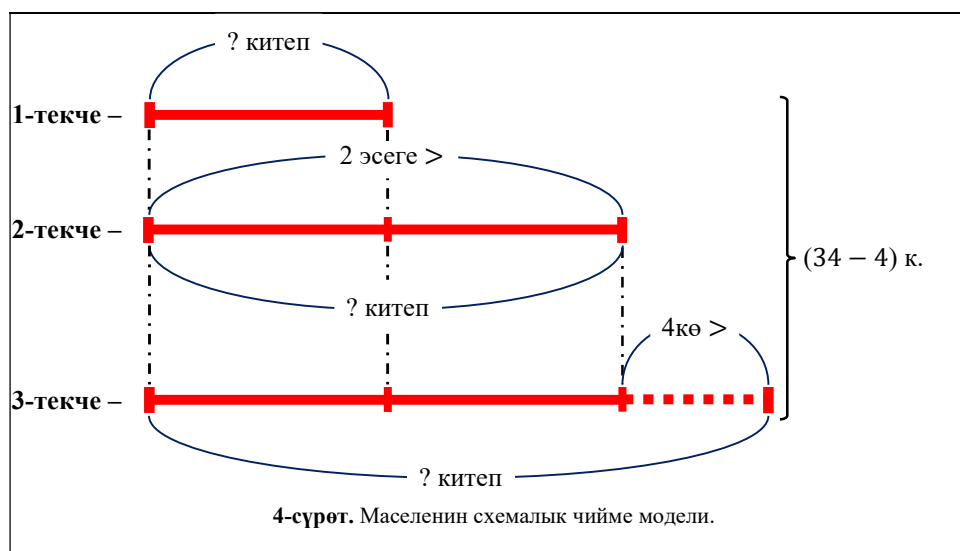 ? китеп
1-текче –
2 эсеге >
2-текче –
(34 − 4) к.
? китеп
4кө >
3-текче –
? китеп
4-сүрөт. Маселенин схемалык чийме модели.